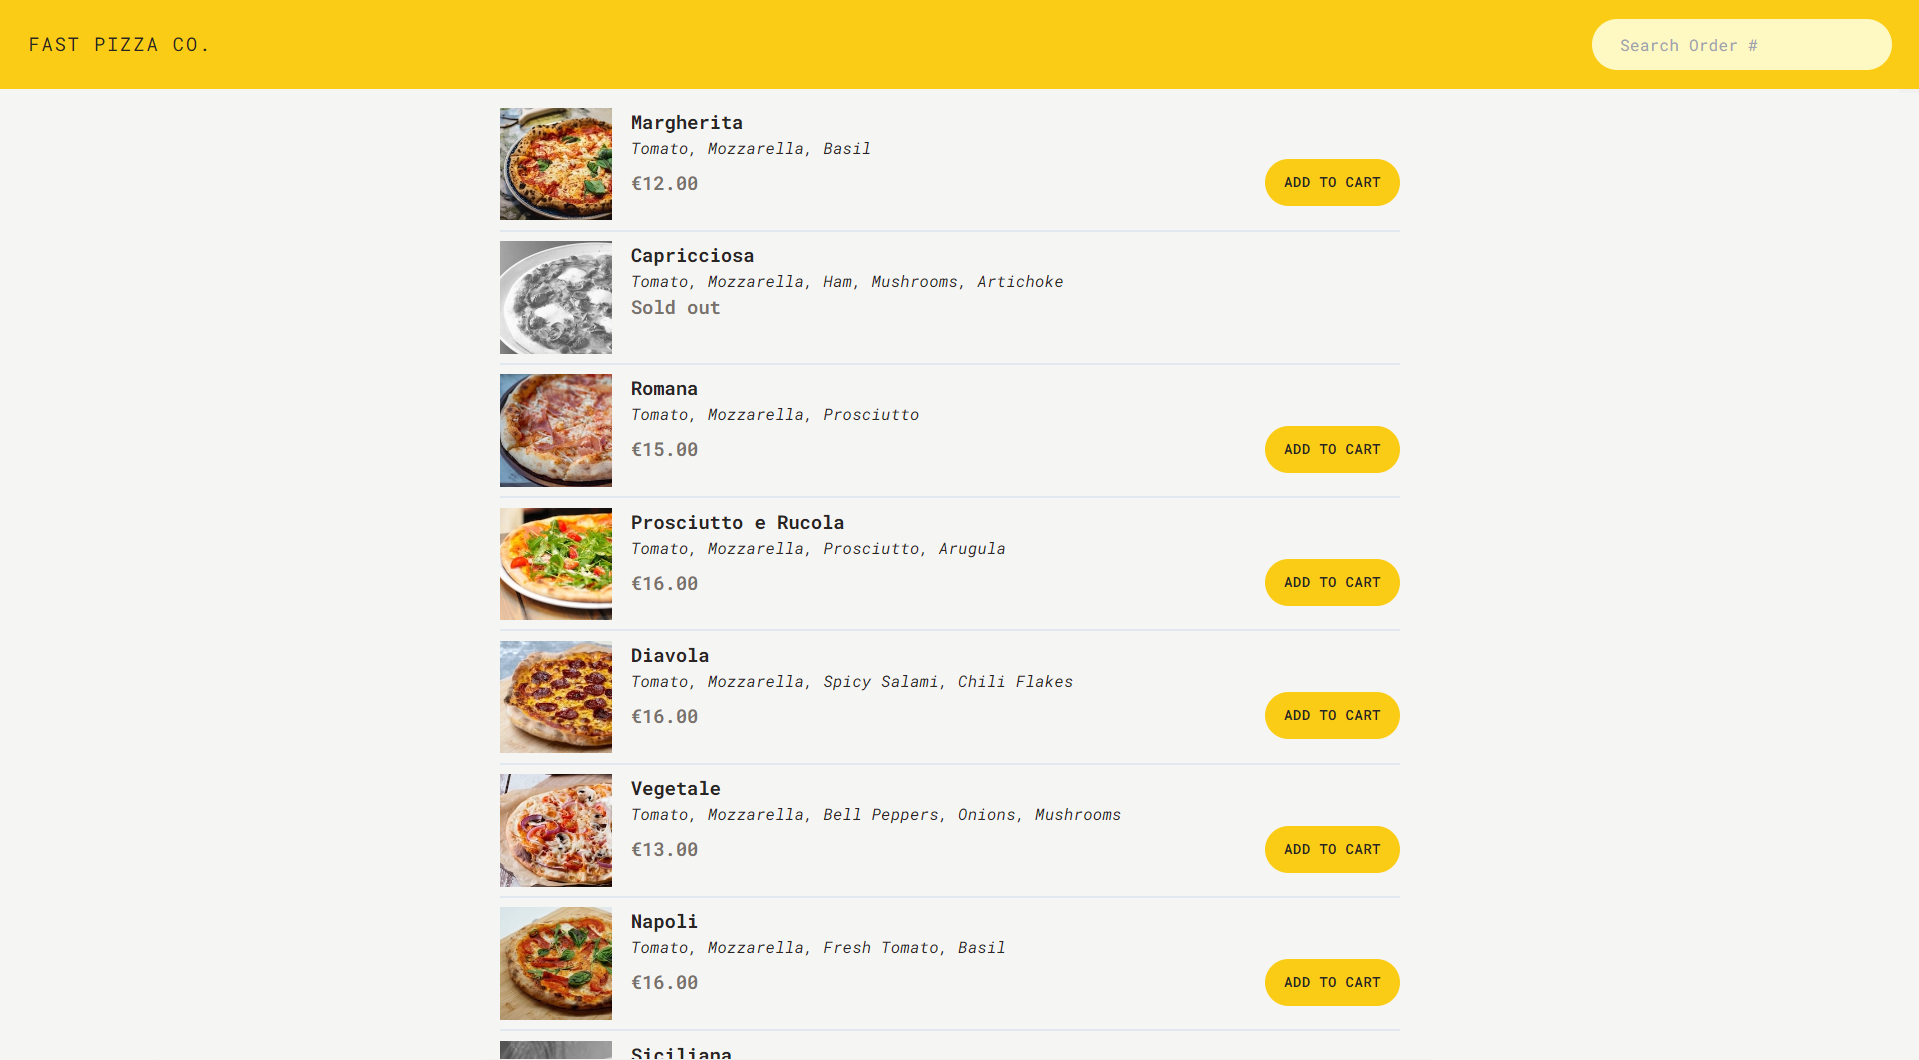 FAST PIZZA CO.
Search Order #
Margherita
Tomato, Mozzarella, Basil
€12.00
ADD TO CART
Capricciosa
Tomato, Mozzarella, Ham, Mushrooms, Artichoke
Sold out
Romana
Tomato, Mozzarella, Prosciutto
€15.00
ADD TO CART
Prosciutto e Rucola
Tomato, Mozzarella, Prosciutto, Arugula
€16.00
ADD TO CART
Diavola
Tomato, Mozzarella, Spicy Salami, Chili Flakes
€16.00
ADD TO CART
Vegetale
Tomato, Mozzarella, Bell Peppers, Onions, Mushrooms
€13.00
ADD TO CART
Napoli
Tomato, Mozzarella, Fresh Tomato, Basil
€16.00
ADD TO CART
Siciliana